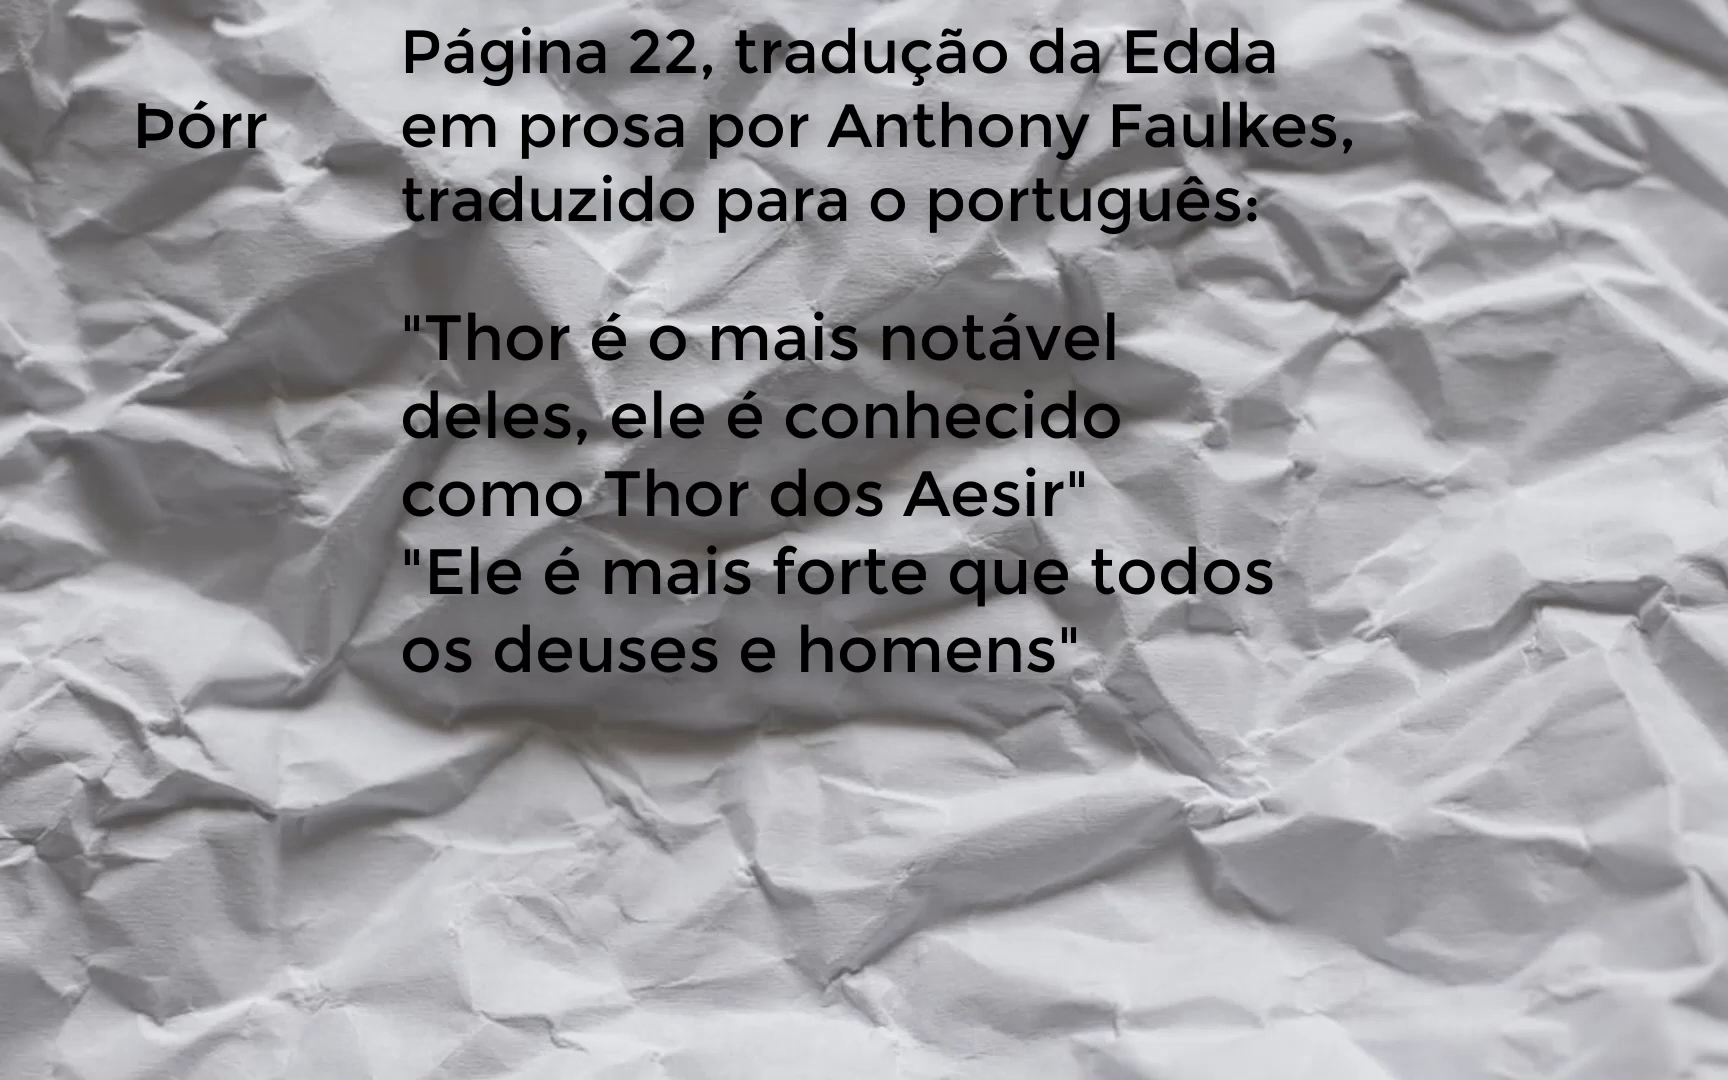 Þórr
Página 22, tradução da Edda
em prosa por Anthony Faulkes,
traduzido para o português:
"Thor é o mais notável
deles, ele é conhecido
como Thor dos Aesir"
"Ele é mais forte que todos
os deuses e homens"